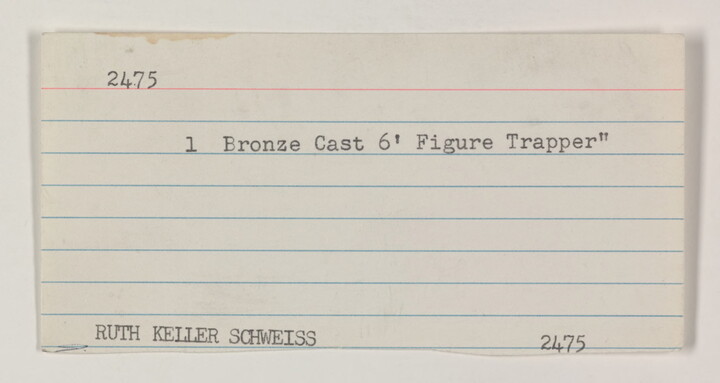 2475
1 Bronze Cast 6' Figure Trapper"
RUTH KELLER SCHWEISS 2475